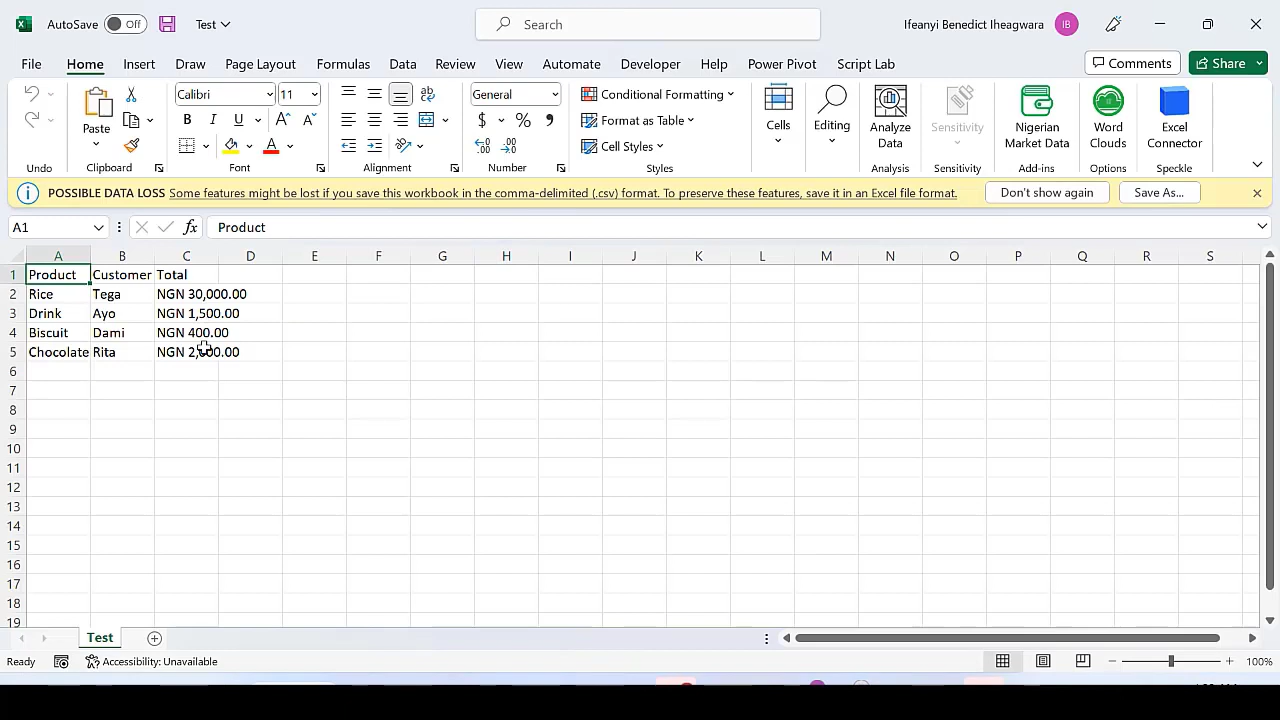 AutoSave Off Test Search Ifeanyi Benedict Iheagwara IB
File Home Insert Draw Page Layout Formulas Data Review View Automate Developer Help Power Pivot Script Lab Comments Share
Calibri 11 General Conditional Formatting
Paste B I U $ % Format as Table Cells Editing Analyze Data Sensitivity Nigerian Market Data Word Clouds Excel Connector
Cell Styles
Undo Clipboard Font Alignment Number Styles Analysis Sensitivity Add-ins Options Speckle
POSSIBLE DATA LOSS Some features might be lost if you save this workbook in the comma-delimited (.csv) format. To preserve these features, save it in an Excel file format. Don't show again Save As...
A1 fx Product
A B C D E F G H I J K L M N O P Q R S
1 Product Customer Total
2 Rice Tega NGN 30,000.00
3 Drink Ayo NGN 1,500.00
4 Biscuit Dami NGN 400.00
5 Chocolate Rita
6
7
8
9
10
11
12
13
14
15
16
17
18
19
Test
Ready Accessibility: Unavailable 100%